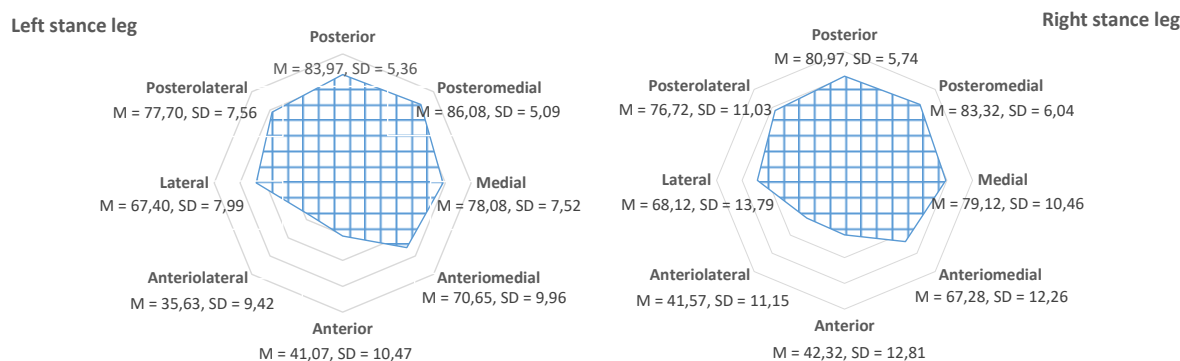 Left stance leg
Posterior
M = 83,97, SD = 5,36
Posterolateral
M = 77,70, SD = 7,56
Posteromedial
M = 86,08, SD = 5,09
Lateral
M = 67,40, SD = 7,99
Medial
M = 78,08, SD = 7,52
Anteriolateral
M = 35,63, SD = 9,42
Anteriomedial
M = 70,65, SD = 9,96
Anterior
M = 41,07, SD = 10,47
Right stance leg
Posterior
M = 80,97, SD = 5,74
Posterolateral
M = 76,72, SD = 11,03
Posteromedial
M = 83,32, SD = 6,04
Lateral
M = 68,12, SD = 13,79
Medial
M = 79,12, SD = 10,46
Anteriolateral
M = 41,57, SD = 11,15
Anteriomedial
M = 67,28, SD = 12,26
Anterior
M = 42,32, SD = 12,81